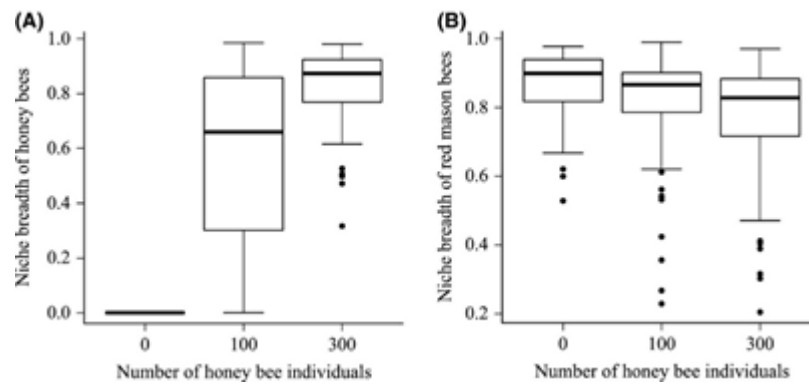 (A)
Niche breadth of honey bees
1.0
0.8
0.6
0.4
0.2
0.0
0 100 300
Number of honey bee individuals
(B)
Niche breadth of red mason bees
1.0
0.8
0.6
0.4
0.2
0 100 300
Number of honey bee individuals